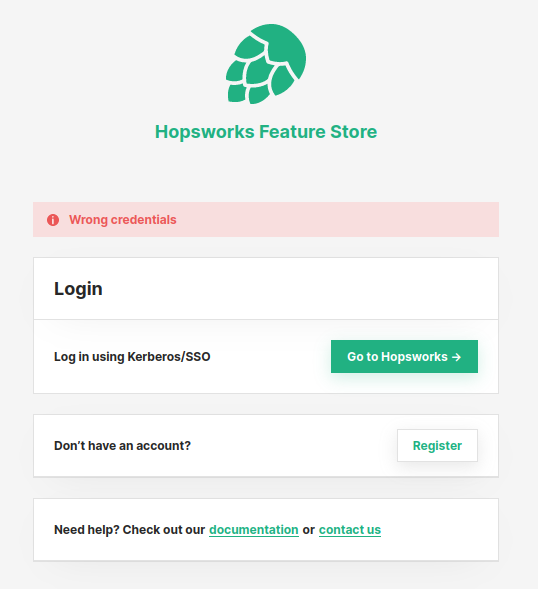 Hopsworks Feature Store
Wrong credentials
Login
Log in using Kerberos/SSO
Go to Hopsworks →
Don’t have an account?
Register
Need help? Check out our documentation or contact us